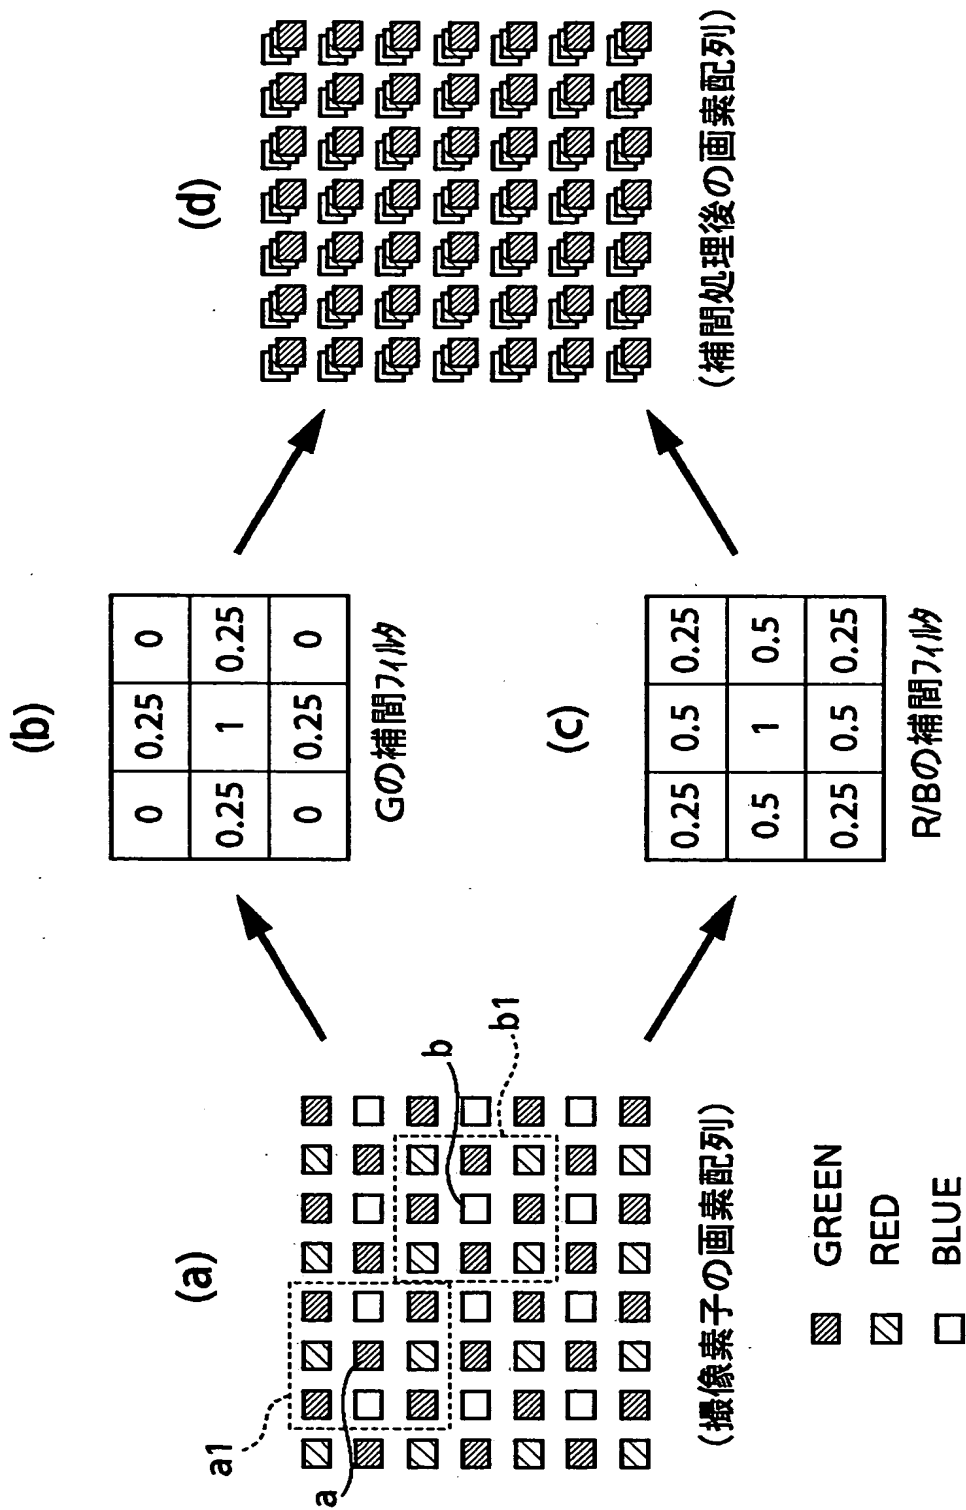 (a)
a1
a
b
b1
(撮像素子の画素配列)
GREEN
RED
BLUE
(b)
0 0.25 0
0.25 1 0.25
0 0.25 0
Gの補間フィルタ
(c)
0.25 0.5 0.25
0.5 1 0.5
0.25 0.5 0.25
R/Bの補間フィルタ
(d)
(補間処理後の画素配列)